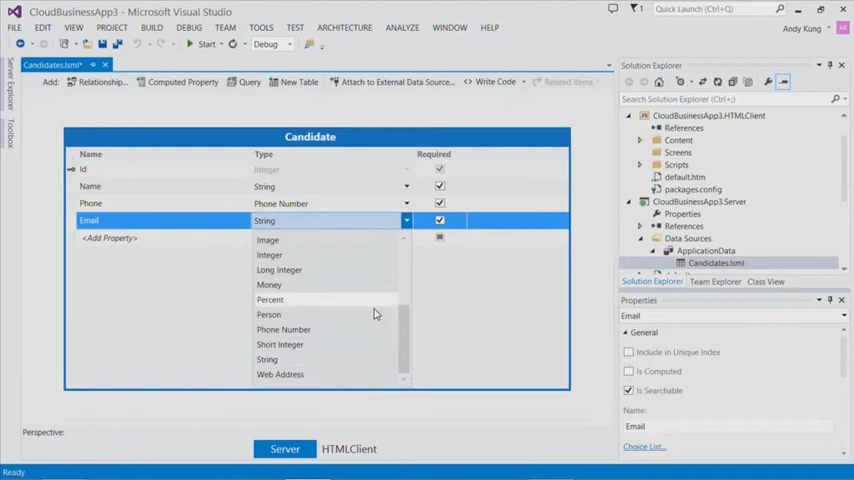 CloudBusinessApp3 - Microsoft Visual Studio
1
Quick Launch (Ctrl+Q)
FILE EDIT VIEW PROJECT BUILD DEBUG TEAM TOOLS TEST ARCHITECTURE ANALYZE WINDOW HELP
Andy Kung
AK
Start
Debug
Server Explorer
Toolbox
Candidates.lsml*
Add: Relationship... Computed Property Query New Table Attach to External Data Source... Write Code Related Items
Candidate
Name Type Required
Id Integer
Name String
Phone Phone Number
Email String
<Add Property>
Image
Integer
Long Integer
Money
Percent
Person
Phone Number
Short Integer
String
Web Address
Perspective:
Server HTMLClient
Solution Explorer
Search Solution Explorer (Ctrl+;)
CloudBusinessApp3.HTMLClient
References
Content
Screens
Scripts
default.htm
packages.config
CloudBusinessApp3.Server
Properties
References
Data Sources
ApplicationData
Candidates.lsml
Solution Explorer Team Explorer Class View
Properties
Email
General
Include in Unique Index
Is Computed
Is Searchable
Name:
Email
Choice List...
Ready